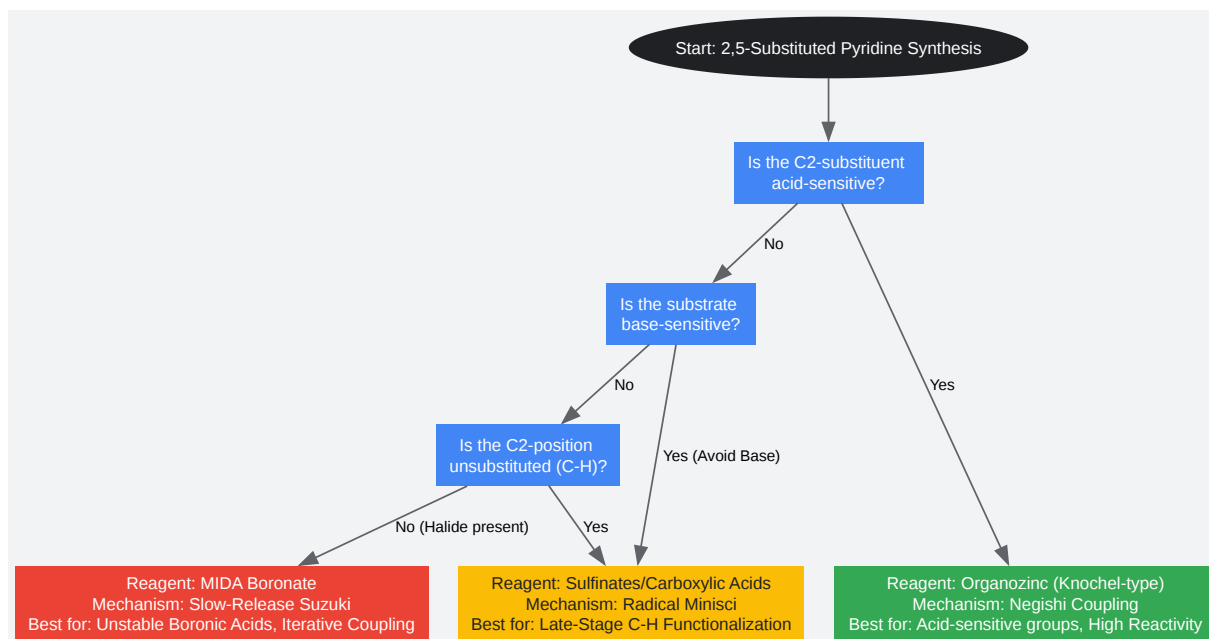 Start: 2,5-Substituted Pyridine Synthesis
Is the C2-substituent
acid-sensitive?
No
Is the substrate
base-sensitive?
No
Yes
Is the C2-position
unsubstituted (C-H)?
Yes (Avoid Base)
No (Halide present)
Yes
Reagent: MIDA Boronate
Mechanism: Slow-Release Suzuki
Best for: Unstable Boronic Acids, Iterative Coupling
Reagent: Sulfinates/Carboxylic Acids
Mechanism: Radical Minisci
Best for: Late-Stage C-H Functionalization
Reagent: Organozinc (Knochel-type)
Mechanism: Negishi Coupling
Best for: Acid-sensitive groups, High Reactivity